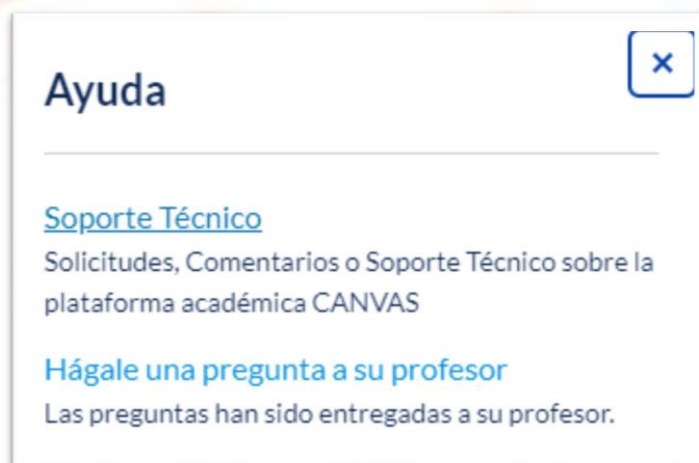 Ayuda
Soporte Técnico
Solicitudes, Comentarios o Soporte Técnico sobre la
plataforma académica CANVAS
Hágale una pregunta a su profesor
Las preguntas han sido entregadas a su profesor.